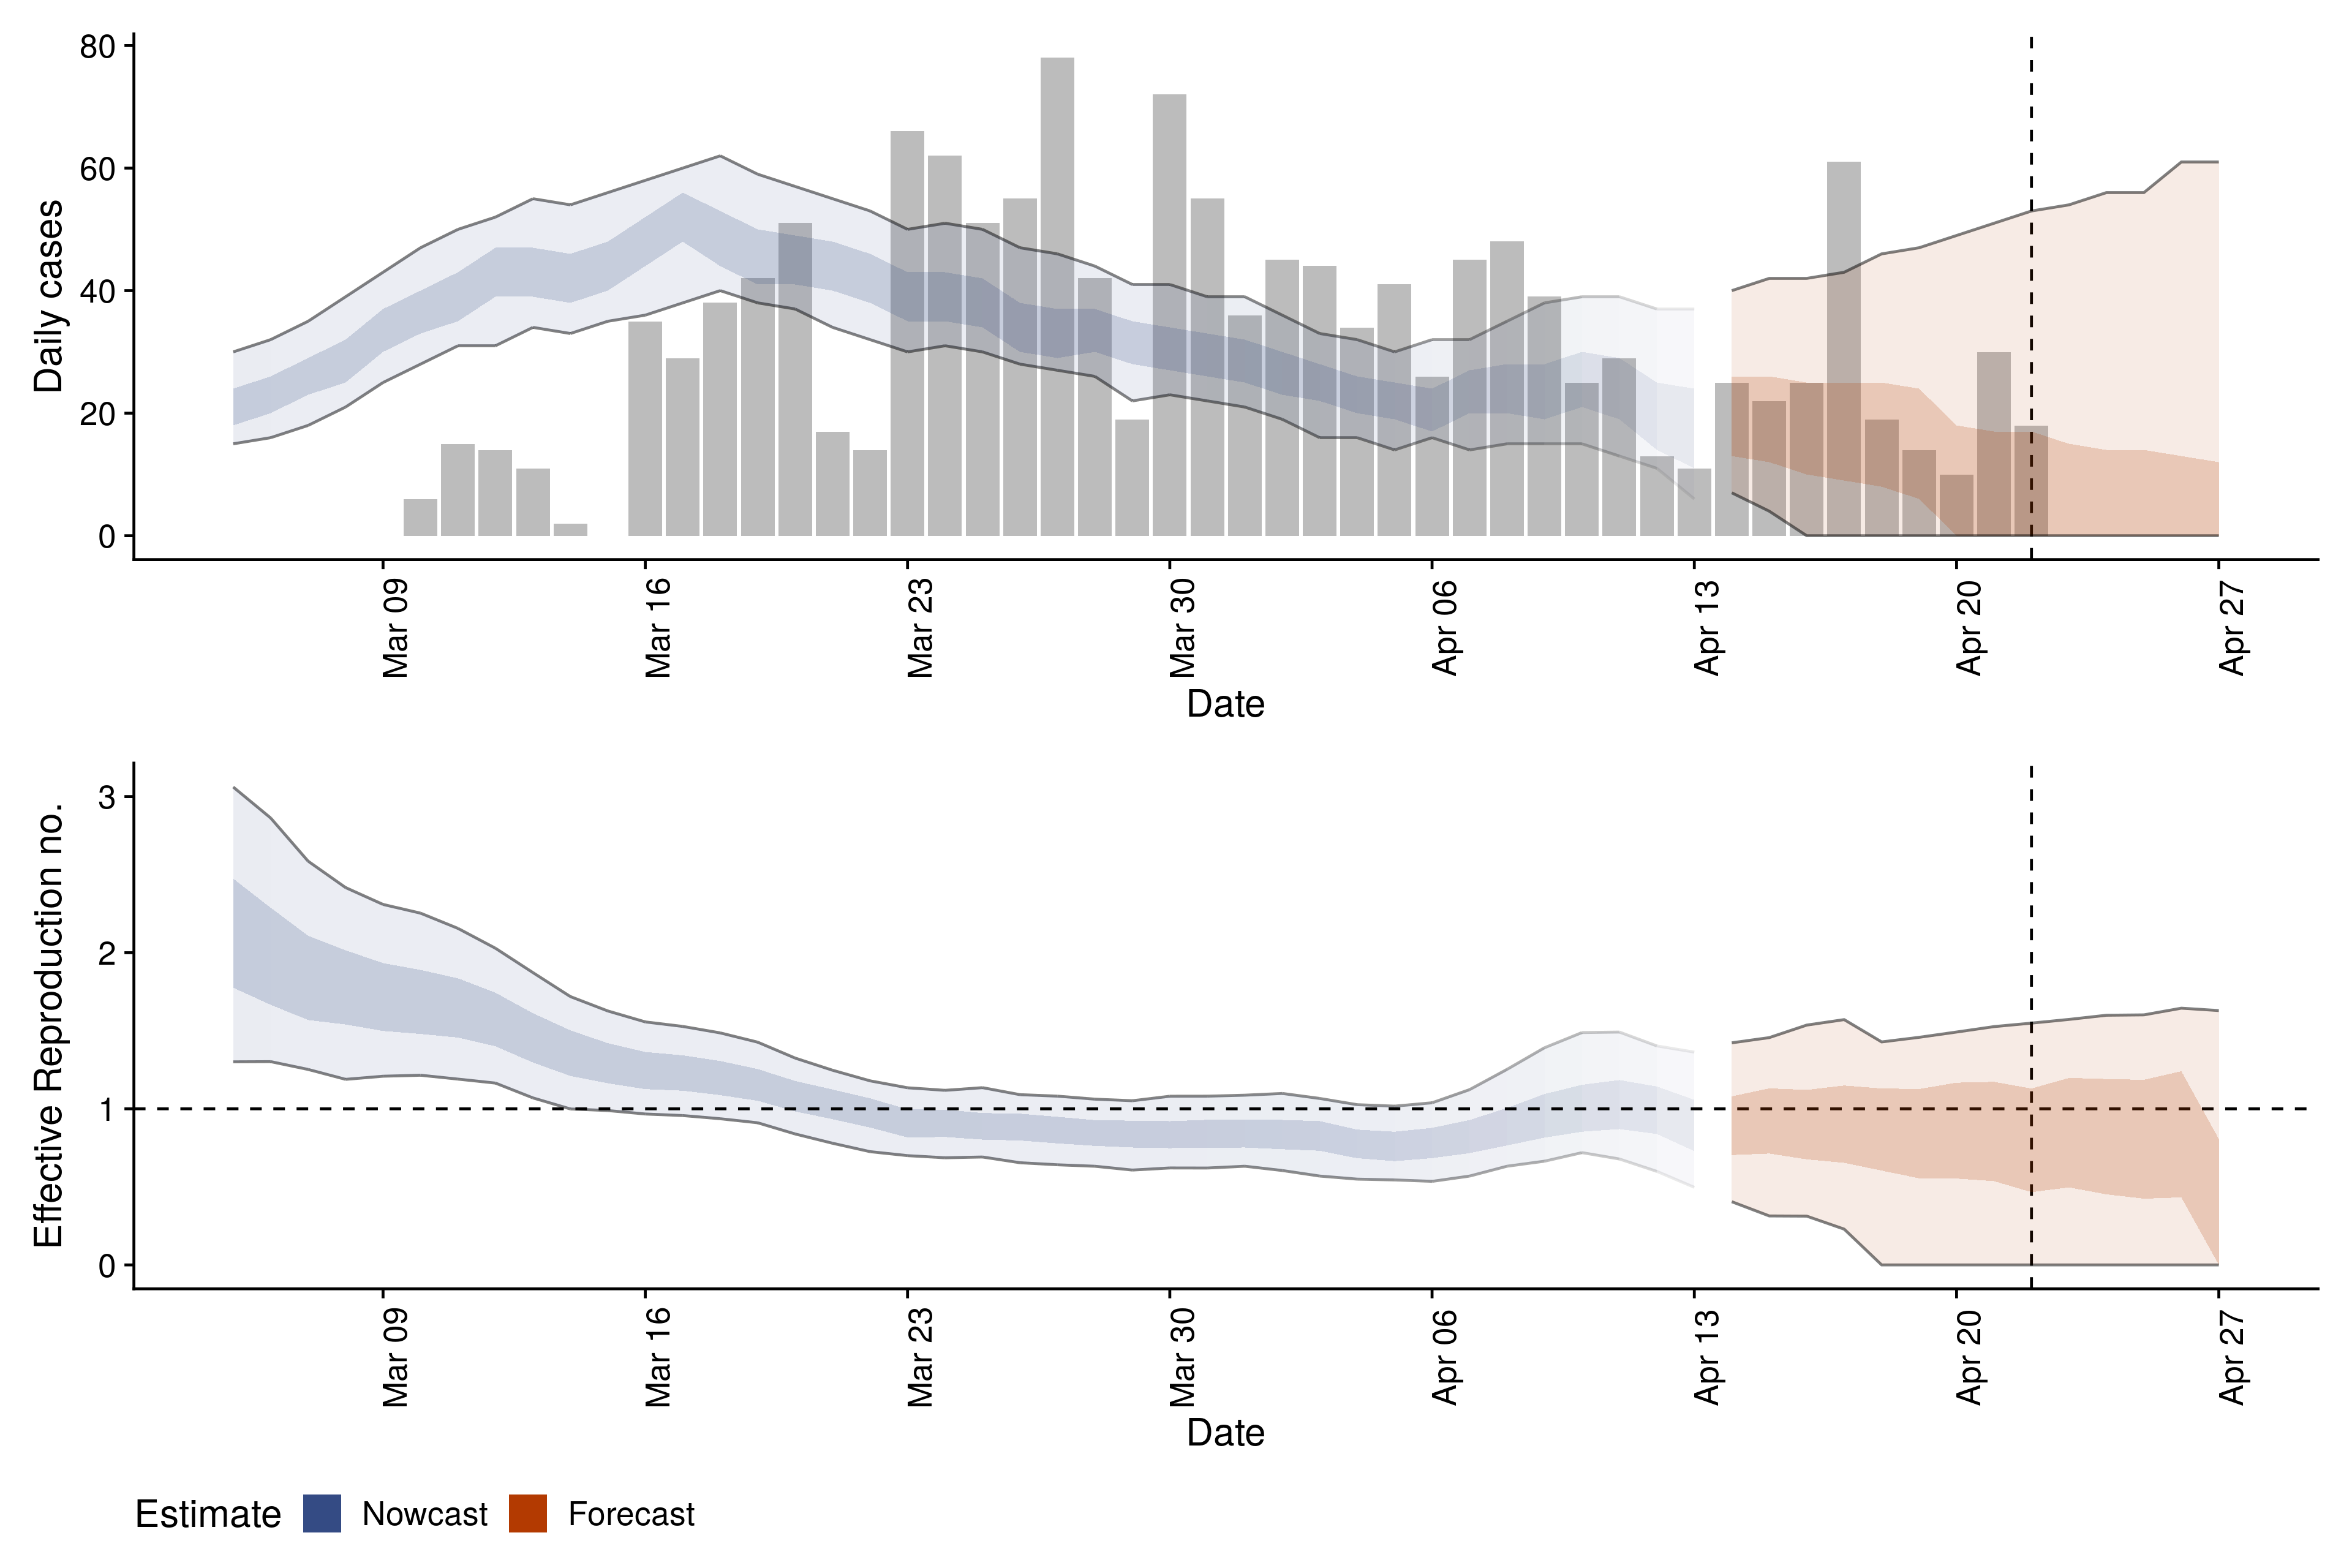 Daily cases
80
60
40
20
0
Mar 09
Mar 16
Mar 23
Mar 30
Apr 06
Apr 13
Apr 20
Apr 27
Date
Effective Reproduction no.
3
2
1
0
Mar 09
Mar 16
Mar 23
Mar 30
Apr 06
Apr 13
Apr 20
Apr 27
Date
Estimate Nowcast Forecast